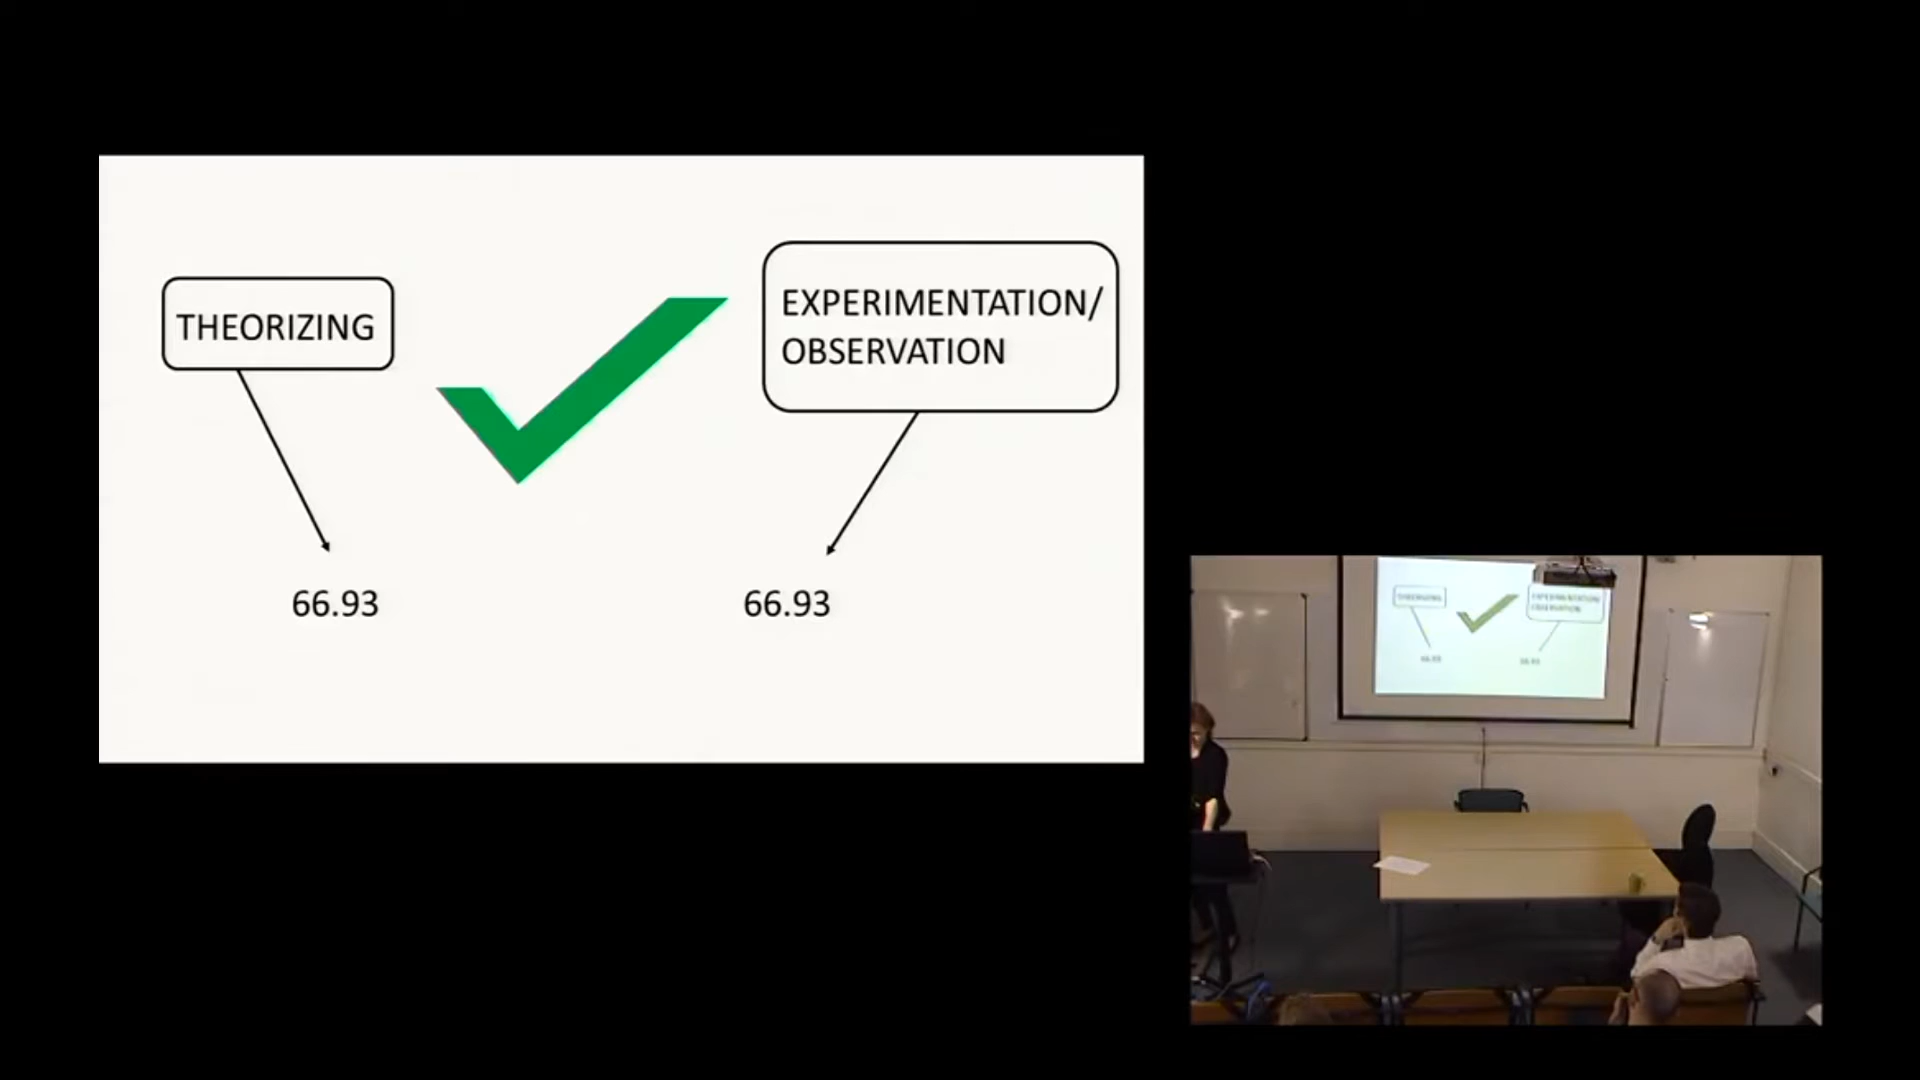 THEORIZING
EXPERIMENTATION/
OBSERVATION
66.93
66.93